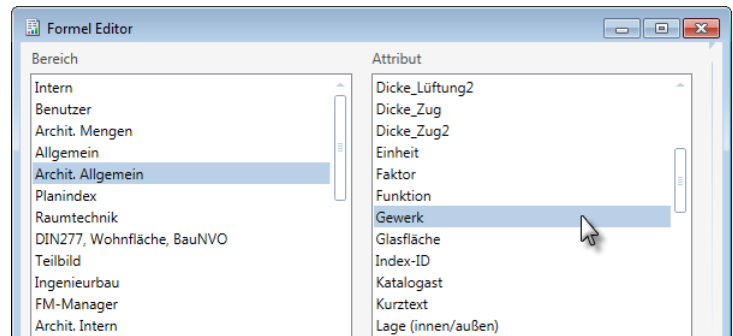 Formel Editor
Bereich
Intern
Benutzer
Archit. Mengen
Allgemein
Archit. Allgemein
Planindex
Raumtechnik
DIN277, Wohnfläche, BauNVO
Teilbild
Ingenieurbau
FM-Manager
Archit. Intern
Attribut
Dicke_Lüftung2
Dicke_Zug
Dicke_Zug2
Einheit
Faktor
Funktion
Gewerk
Glasfläche
Index-ID
Katalogast
Kurztext
Lage (innen/außen)